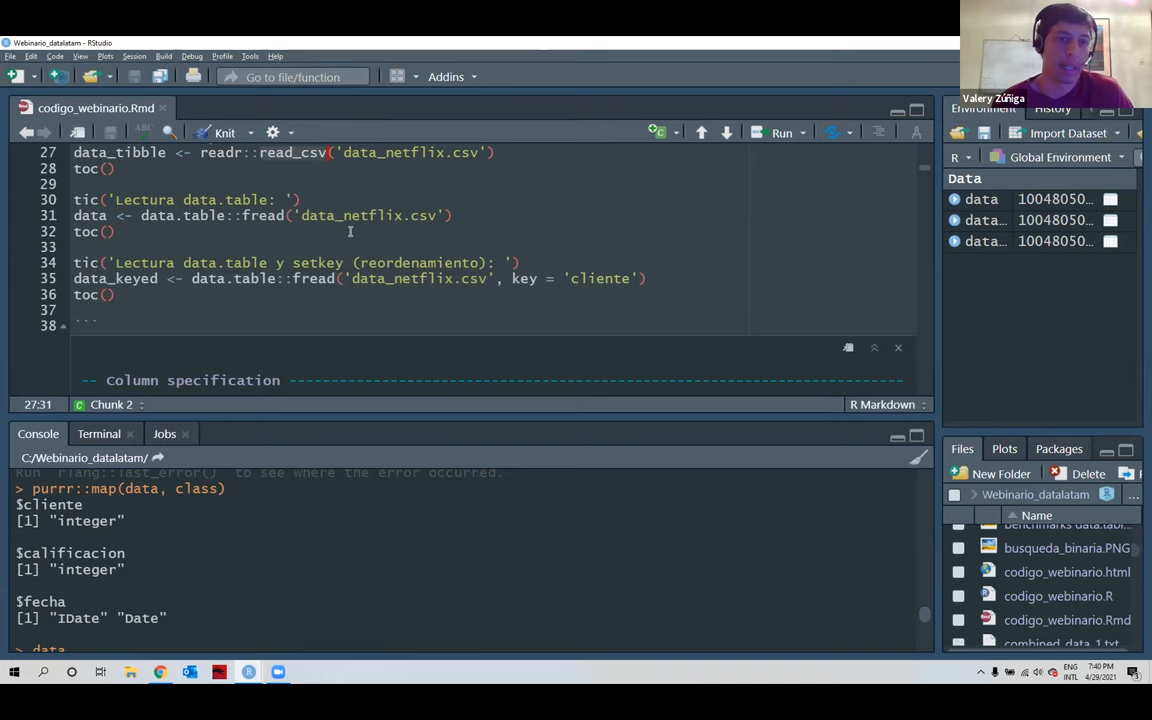 Webinario_datalatam - RStudio
File Edit Code View Plots Session Build Debug Profile Tools Help
Go to file/function
Addins
Valery Zúñiga
codigo_webinario.Rmd
Environment History
Knit
Run
Import Dataset
R Global Environment
Data
data 10048050...
data... 10048050...
data... 10048050...
27 data_tibble <- readr::read_csv('data_netflix.csv')
28 toc()
29
30 tic('Lectura data.table: ')
31 data <- data.table::fread('data_netflix.csv')
32 toc()
33
34 tic('Lectura data.table y setkey (reordenamiento): ')
35 data_keyed <- data.table::fread('data_netflix.csv', key = 'cliente')
36 toc()
37
38 ```
-- Column specification
27:31 Chunk 2 R Markdown
Console Terminal Jobs
C:/Webinario_datalatam/
Run `rlang::last_error()` to see where the error occurred.
> purrr::map(data, class)
$cliente
[1] "integer"
$calificacion
[1] "integer"
$fecha
[1] "IDate" "Date"
> data
Files Plots Packages
New Folder Delete
Webinario_datalatam ...
Name
benchmarks data.tabl...
busqueda_binaria.PNG
codigo_webinario.html
codigo_webinario.R
codigo_webinario.Rmd
combined_data_1.txt
ENG
INTL
7:40 PM
4/29/2021